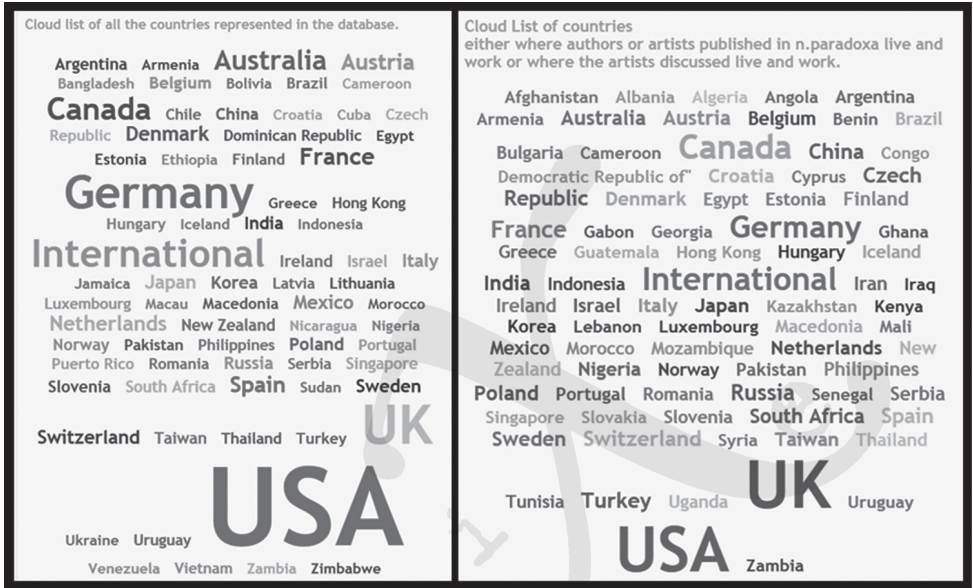 Cloud list of all the countries represented in the database.
Argentina Armenia Australia Austria
Bangladesh Belgium Bolivia Brazil Cameroon
Canada Chile China Croatia Cuba Czech
Republic Denmark Dominican Republic Egypt
Estonia Ethiopia Finland France
Germany Greece Hong Kong
Hungary Iceland India Indonesia
International Ireland Israel Italy
Jamaica Japan Korea Latvia Lithuania
Luxembourg Macau Macedonia Mexico Morocco
Netherlands New Zealand Nicaragua Nigeria
Norway Pakistan Philippines Poland Portugal
Puerto Rico Romania Russia Serbia Singapore
Slovenia South Africa Spain Sudan Sweden
Switzerland Taiwan Thailand Turkey UK
Ukraine Uruguay USA
Venezuela Vietnam Zambia Zimbabwe
Cloud List of countries
either where authors or artists published in n.paradoxa live and
work or where the artists discussed live and work.
Afghanistan Albania Algeria Angola Argentina
Armenia Australia Austria Belgium Benin Brazil
Bulgaria Cameroon Canada China Congo
Democratic Republic of" Croatia Cyprus Czech
Republic Denmark Egypt Estonia Finland
France Gabon Georgia Germany Ghana
Greece Guatemala Hong Kong Hungary Iceland
India Indonesia International Iran Iraq
Ireland Israel Italy Japan Kazakhstan Kenya
Korea Lebanon Luxembourg Macedonia Mali
Mexico Morocco Mozambique Netherlands New
Zealand Nigeria Norway Pakistan Philippines
Poland Portugal Romania Russia Senegal Serbia
Singapore Slovakia Slovenia South Africa Spain
Sweden Switzerland Syria Taiwan Thailand
Tunisia Turkey Uganda UK Uruguay
USA Zambia